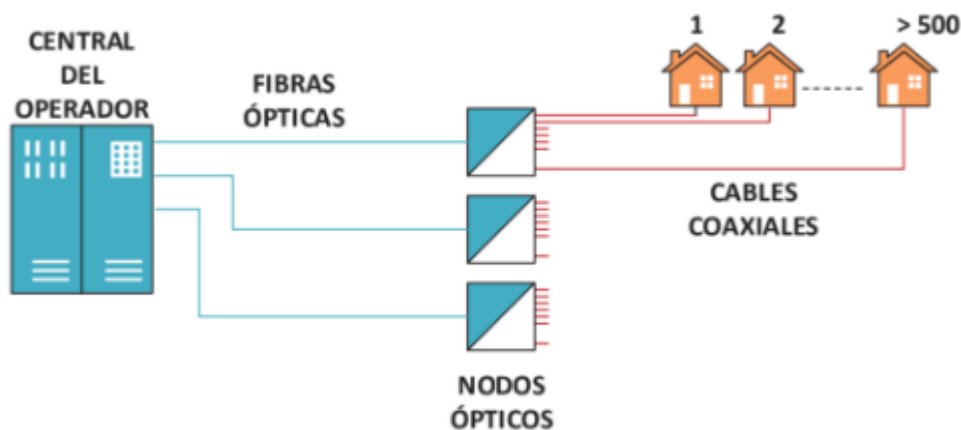 CENTRAL
DEL
OPERADOR
FIBRAS
ÓPTICAS
1 2 > 500
CABLES
COAXIALES
NODOS
ÓPTICOS